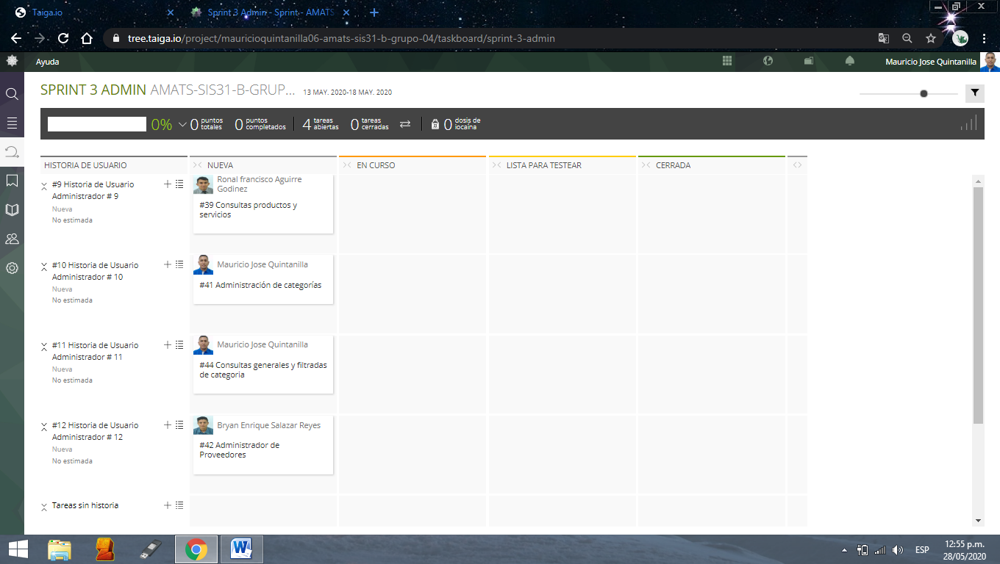 Taiga.io
Sprint 3 Admin - Sprint - AMATS
tree.taiga.io/project/mauricioquintanilla06-amats-sis31-b-grupo-04/taskboard/sprint-3-admin
Ayuda
Mauricio Jose Quintanilla
SPRINT 3 ADMIN AMATS-SIS31-B-GRUP... 13 MAY. 2020-18 MAY. 2020
0% 0 puntos totales 0 puntos completados 4 tareas abiertas 0 tareas cerradas 0 dosis de iocaína
HISTORIA DE USUARIO NUEVA EN CURSO LISTA PARA TESTEAR CERRADA
#9 Historia de Usuario
Administrador # 9
Nueva
No estimada
Ronal francisco Aguirre
Godinez
#39 Consultas productos y
servicios
#10 Historia de Usuario
Administrador # 10
Nueva
No estimada
Mauricio Jose Quintanilla
#41 Administración de categorías
#11 Historia de Usuario
Administrador # 11
Nueva
No estimada
Mauricio Jose Quintanilla
#44 Consultas generales y filtradas
de categoria
#12 Historia de Usuario
Administrador # 12
Nueva
No estimada
Bryan Enrique Salazar Reyes
#42 Administrador de
Proveedores
Tareas sin historia
ESP
12:55 p.m.
28/05/2020